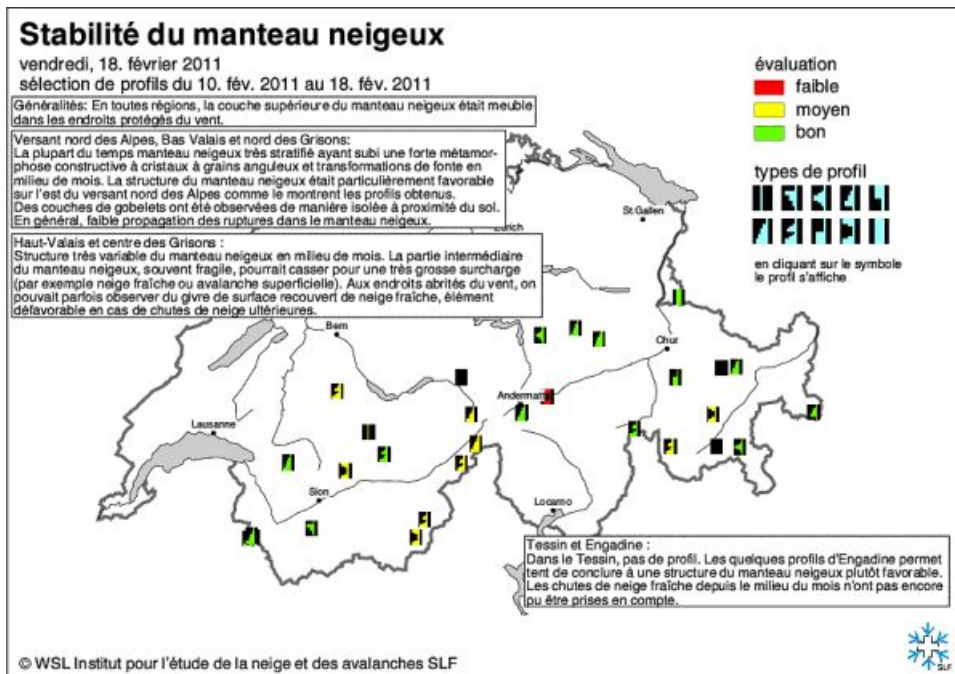 Stabilité du manteau neigeux
vendredi, 18. février 2011
sélection de profils du 10. fév. 2011 au 18. fév. 2011
Généralités: En toutes régions, la couche supérieure du manteau neigeux était meuble
dans les endroits protégés du vent.
Versant nord des Alpes, Bas Valais et nord des Grisons:
La plupart du temps manteau neigeux très stratifié ayant subi une forte métamor-
phose constructive à cristaux à grains anguleux et transformations de fonte en
milieu de mois. La structure du manteau neigeux était particulièrement favorable
sur l'est du versant nord des Alpes comme le montrent les profils obtenus.
Des couches de gobelets ont été observées de manière isolée à proximité du sol.
En général, faible propagation des ruptures dans le manteau neigeux.
Haut-Valais et centre des Grisons :
Structure très variable du manteau neigeux en milieu de mois. La partie intermédiaire
du manteau neigeux, souvent fragile, pourrait casser pour une très grosse surcharge
(par exemple neige fraîche ou avalanche superficielle). Aux endroits abrités du vent, on
pouvait parfois observer du givre de surface recouvert de neige fraîche, élément
défavorable en cas de chutes de neige ultérieures.
évaluation
faible
moyen
bon
types de profil
en cliquant sur le symbole
le profil s'affiche
St.Gallen
Bern
Chur
Andermatt
Lausanne
Sion
Locarno
Tessin et Engadine :
Dans le Tessin, pas de profil. Les quelques profils d'Engadine permet
tent de conclure à une structure du manteau neigeux plutôt favorable.
Les chutes de neige fraîche depuis le milieu du mois n'ont pas encore
pu être prises en compte.
© WSL Institut pour l'étude de la neige et des avalanches SLF
SLF